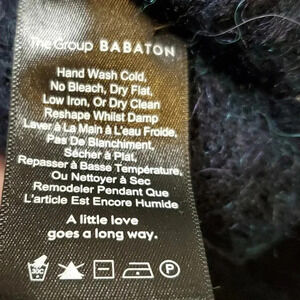 The Group BABATON
Hand Wash Cold,
No Bleach, Dry Flat,
Low Iron, Or Dry Clean
Reshape Whilst Damp
Laver à La Main à L'eau Froide,
Pas De Blanchiment,
Sécher à Plat,
Repasser à Basse Température,
Ou Nettoyer à Sec
Remodeler Pendant Que
L'article Est Encore Humide
A little love
goes a long way.
30C
P